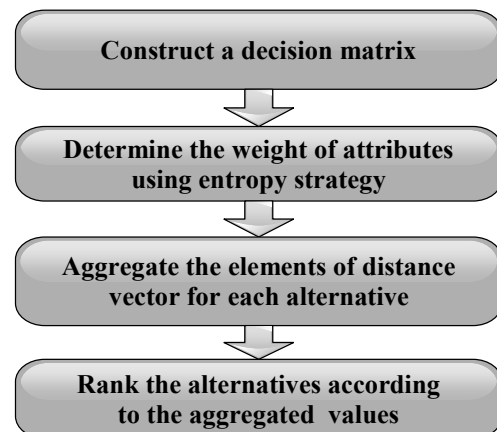 Construct a decision matrix
Determine the weight of attributes
using entropy strategy
Aggregate the elements of distance
vector for each alternative
Rank the alternatives according
to the aggregated values